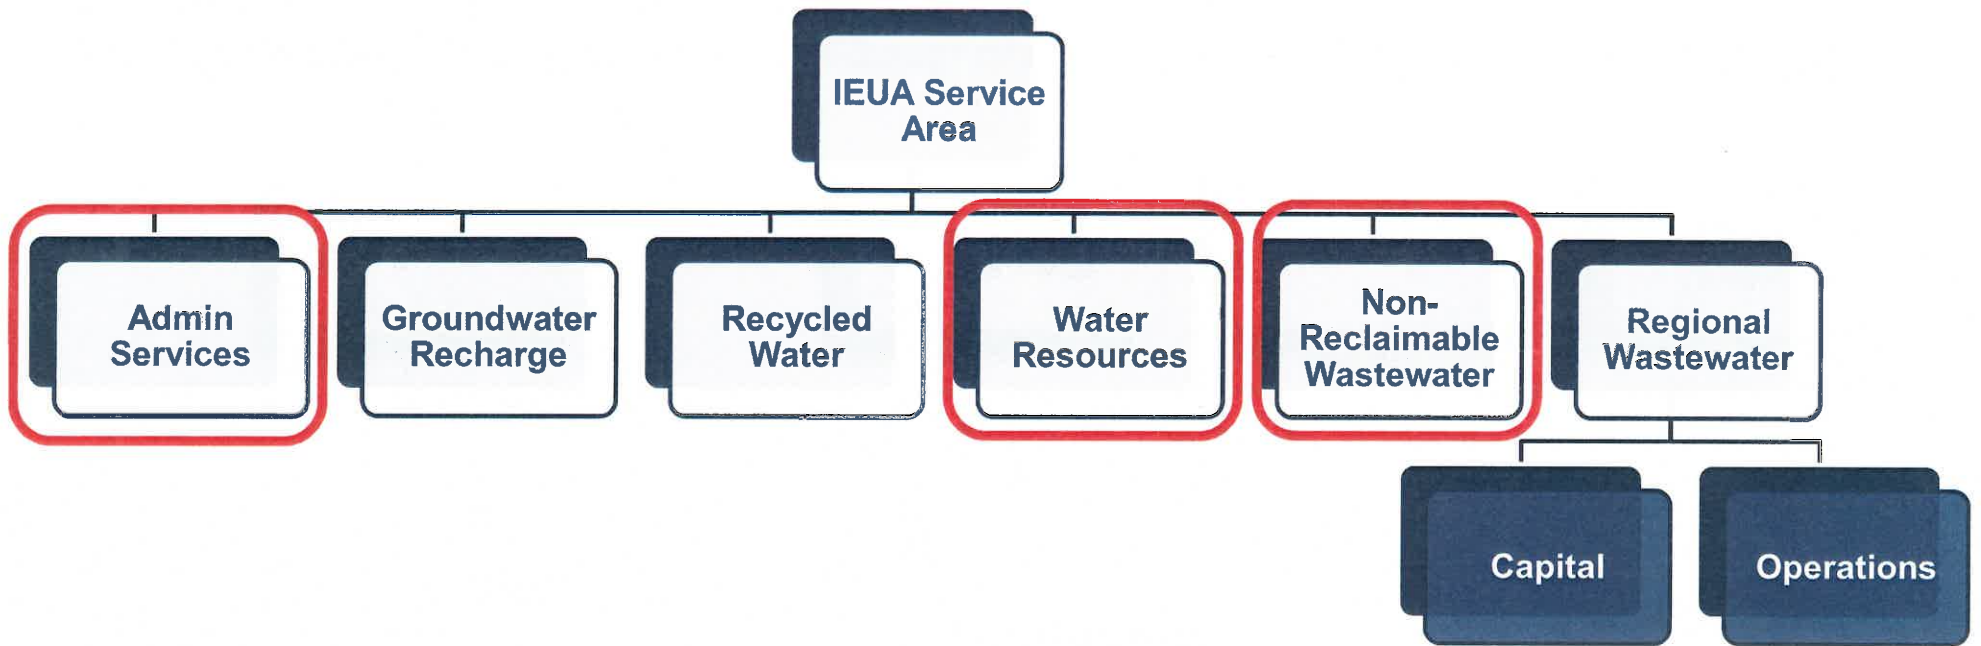 IEUA Service
Area
Admin
Services
Groundwater
Recharge
Recycled
Water
Water
Resources
Non-
Reclaimable
Wastewater
Regional
Wastewater
Capital
Operations